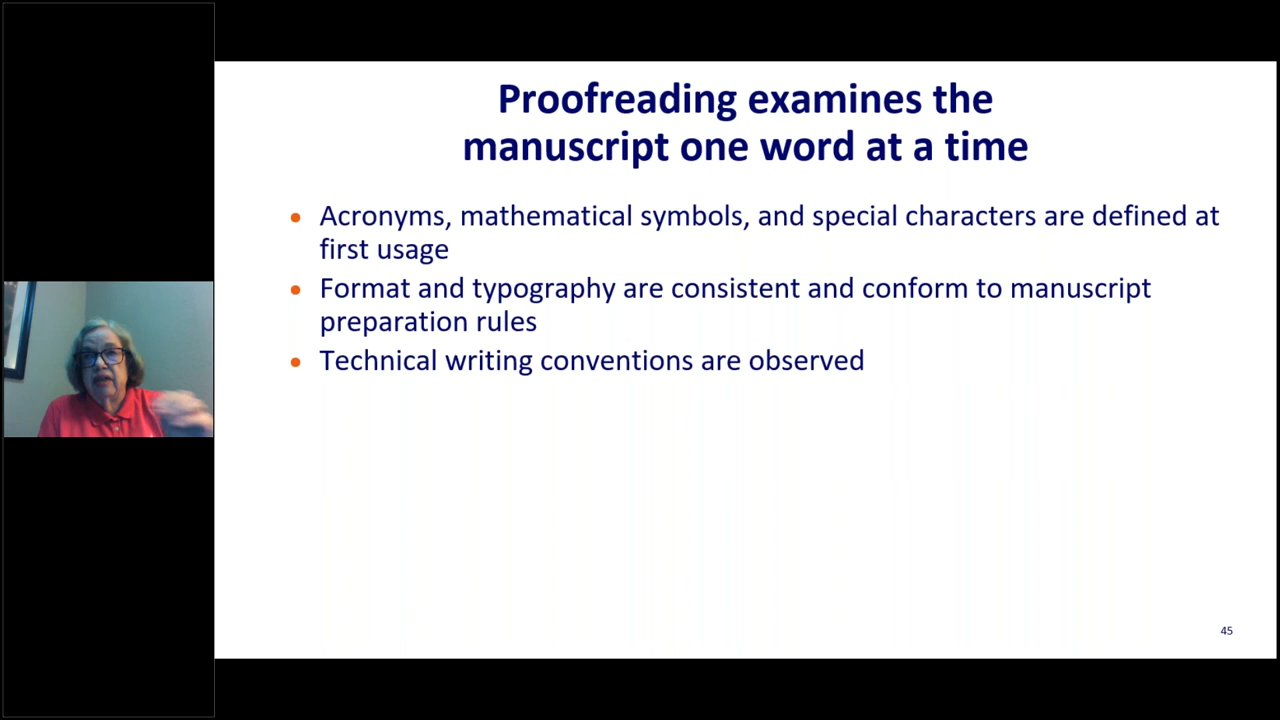 Proofreading examines the
manuscript one word at a time
• Acronyms, mathematical symbols, and special characters are defined at
first usage
• Format and typography are consistent and conform to manuscript
preparation rules
• Technical writing conventions are observed
45